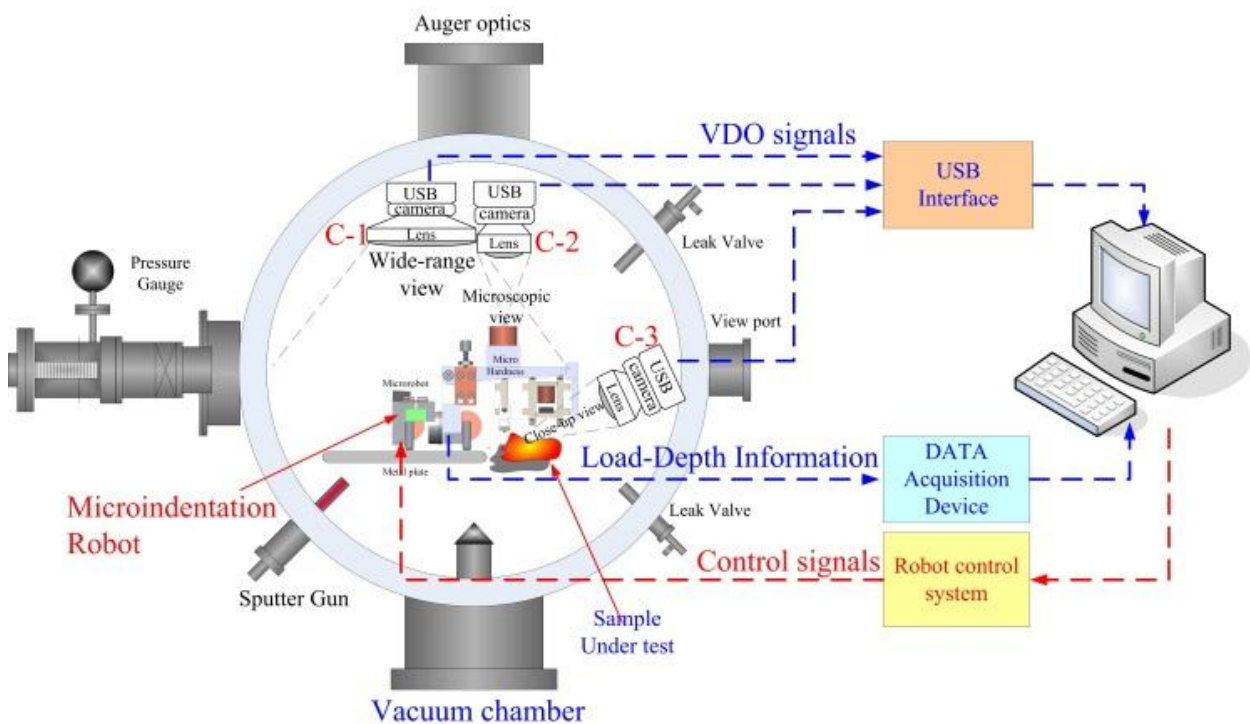 Auger optics
VDO signals
USB
Interface
USB
camera
Lens
C-1
Wide-range
view
USB
camera
Lens
C-2
Leak Valve
Pressure
Gauge
Microscopic
view
C-3
View port
USB
camera
Lens
Close-up view
Micro
Hardness
Microrobot
Metal plate
Load-Depth Information
DATA
Acquisition
Device
Microindentation
Robot
Leak Valve
Control signals
Robot control
system
Sputter Gun
Sample
Under test
Vacuum chamber